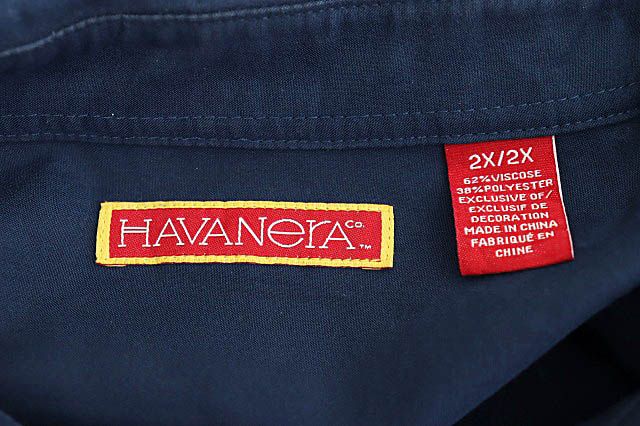 HAVANERA Co. ™
2X/2X
62%VISCOSE
38%POLYESTER
EXCLUSIVE OF/
EXCLUSIF DE
DECORATION
MADE IN CHINA
FABRIQUÉ EN
CHINE